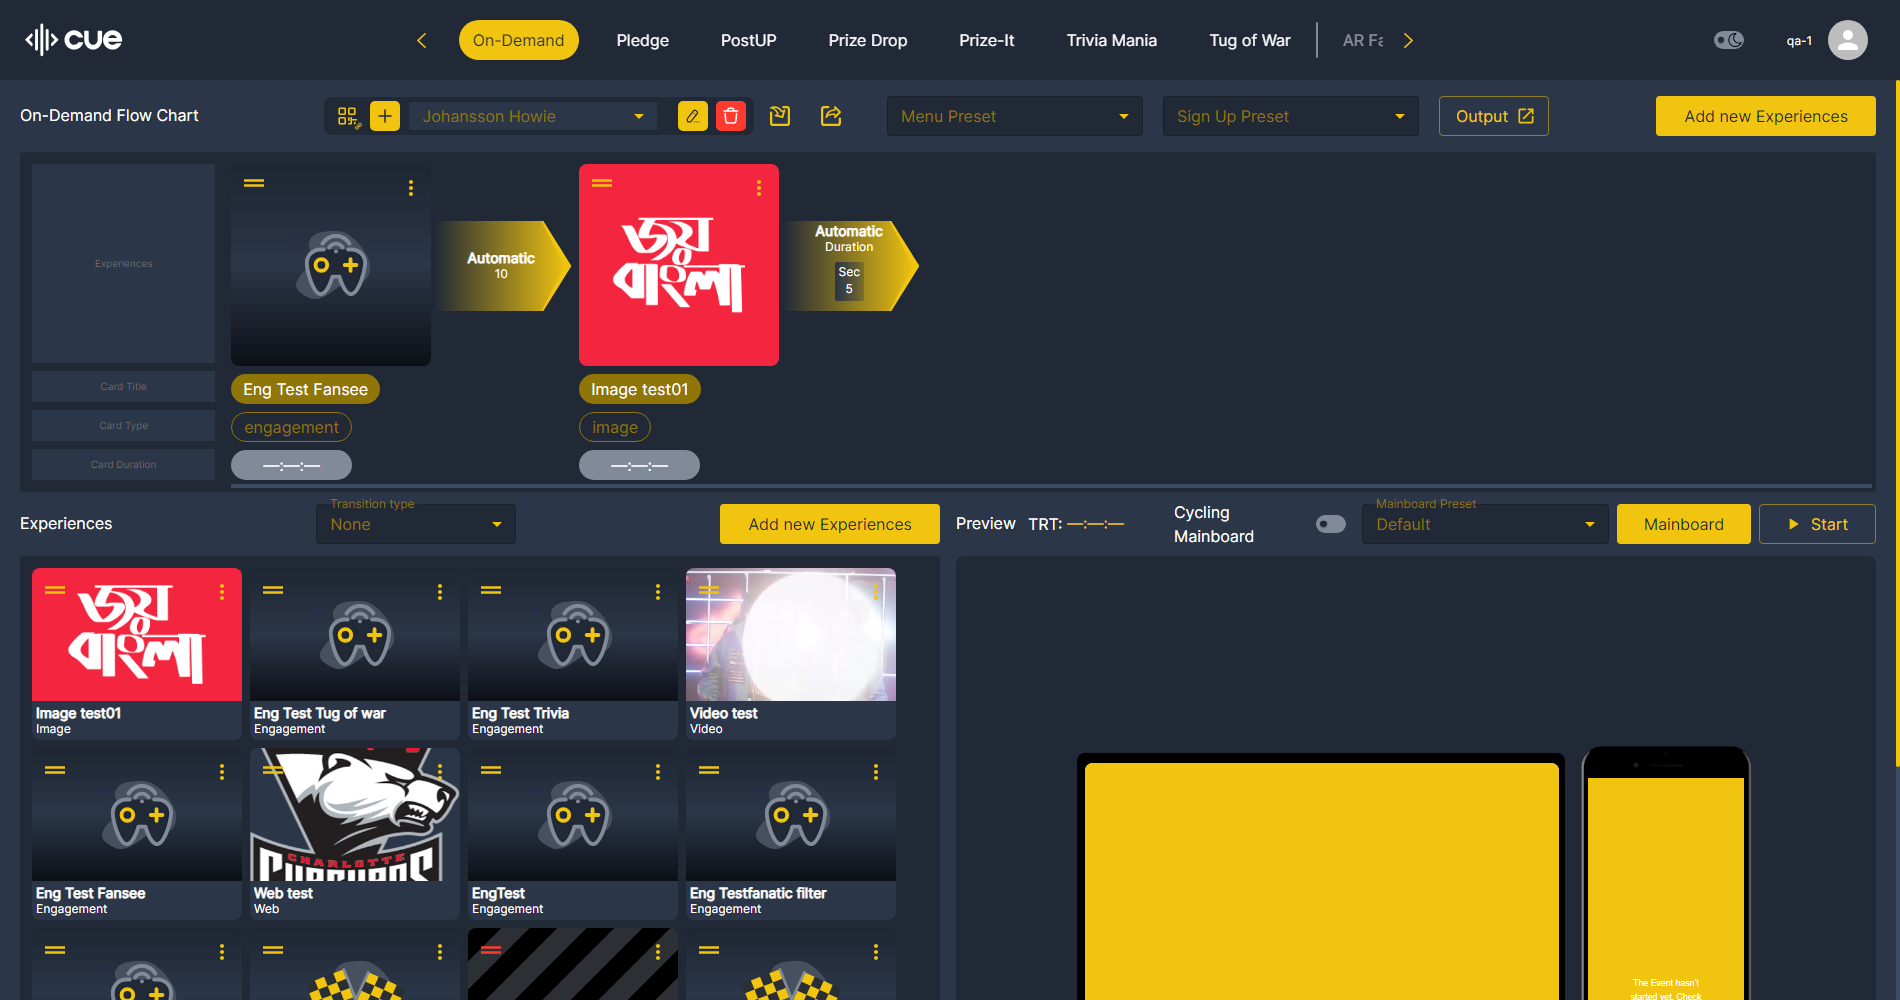 cue
On-Demand
Pledge
PostUP
Prize Drop
Prize-It
Trivia Mania
Tug of War
AR Fa
qa-1
On-Demand Flow Chart
Johansson Howie
Menu Preset
Sign Up Preset
Output
Add new Experiences
Experiences
Automatic
10
জয়
বাংলা
Automatic
Duration
Sec
5
Card Title
Eng Test Fansee
Image test01
Card Type
engagement
image
Card Duration
—:—:—
—:—:—
Experiences
Transition type
None
Add new Experiences
Preview
TRT: —:—:—
Cycling
Mainboard
Mainboard Preset
Default
Mainboard
Start
জয়
বাংলা
Image test01
Image
Eng Test Tug of war
Engagement
Eng Test Trivia
Engagement
Video test
Video
CHARLOTTE
Eng Test Fansee
Engagement
Web test
Web
EngTest
Engagement
Eng Testfanatic filter
Engagement
The Event hasn't
started yet. Check